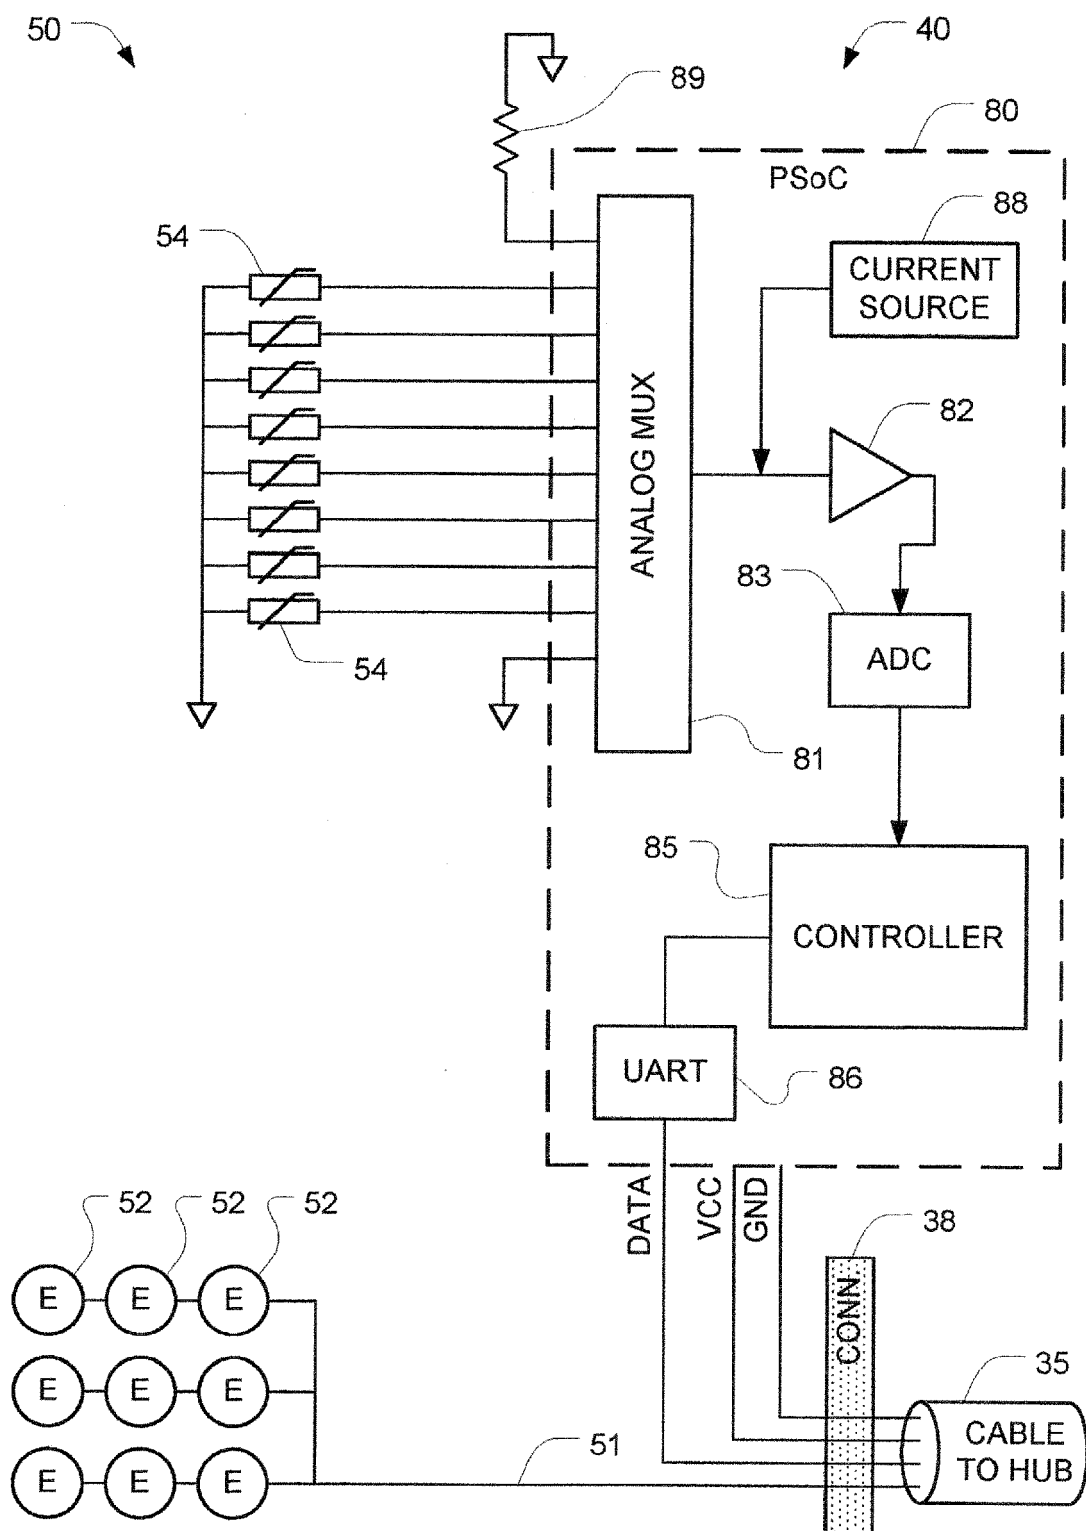 50
40
89
80
PSoC
54
88
CURRENT
SOURCE
ANALOG MUX
82
83
ADC
54
81
85
CONTROLLER
UART
86
DATA
VCC
GND
52
52
52
38
E
E
E
CONN.
35
E
E
E
CABLE
TO HUB
51
E
E
E